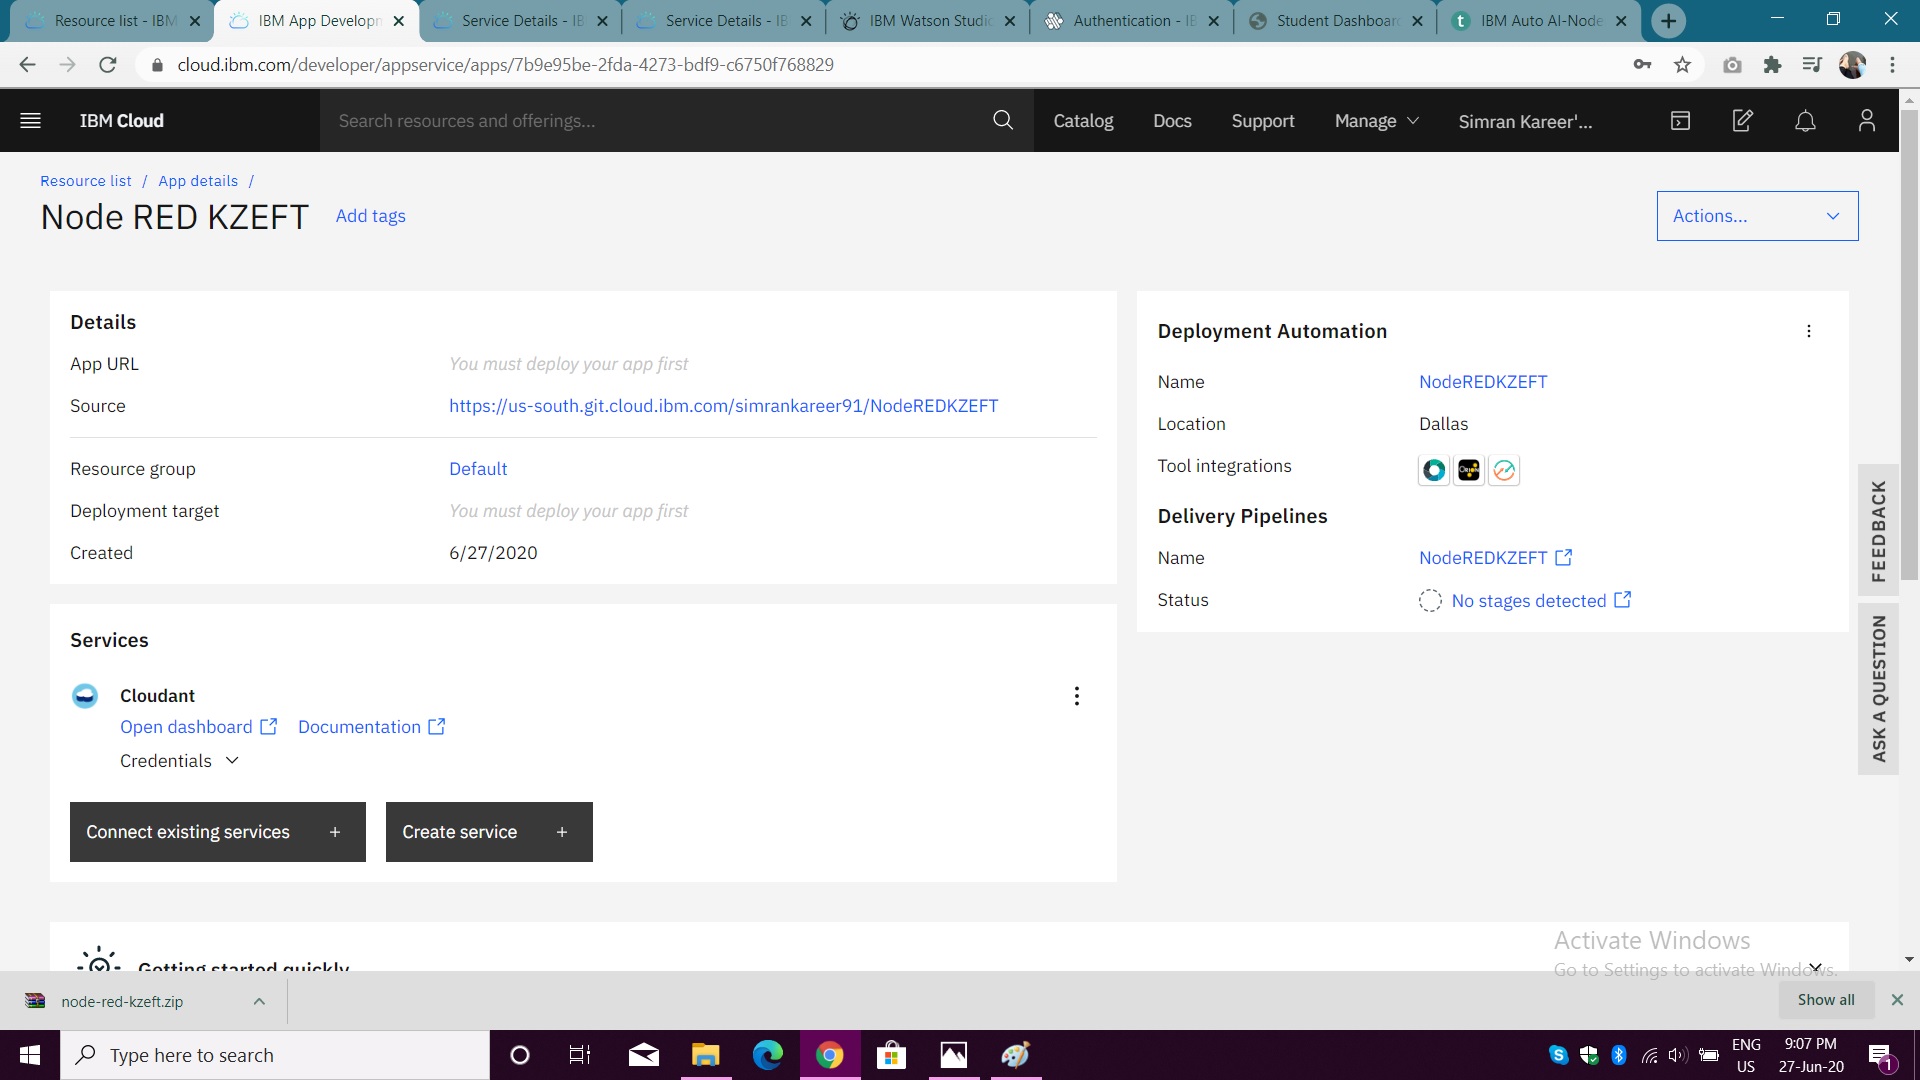 Resource list - IBM
IBM App Developm
Service Details - IB
Service Details - IB
IBM Watson Studio
Authentication - IB
Student Dashboard
IBM Auto AI-Node
cloud.ibm.com/developer/appservice/apps/7b9e95be-2fda-4273-bdf9-c6750f768829
IBM Cloud
Search resources and offerings...
Catalog
Docs
Support
Manage
Simran Kareer'...
Resource list / App details /
Node RED KZEFT
Add tags
Actions...
Details
App URL You must deploy your app first
Source https://us-south.git.cloud.ibm.com/simrankareer91/NodeREDKZEFT
Resource group Default
Deployment target You must deploy your app first
Created 6/27/2020
Deployment Automation
Name NodeREDKZEFT
Location Dallas
Tool integrations
ORION
Delivery Pipelines
Name NodeREDKZEFT
Status No stages detected
FEEDBACK
ASK A QUESTION
Services
Cloudant
Open dashboard Documentation
Credentials
Connect existing services +
Create service +
Getting started quickly
Activate Windows
Go to Settings to activate Windows.
node-red-kzeft.zip
Show all
Type here to search
ENG
US
9:07 PM
27-Jun-20
1